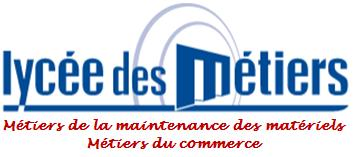 lycée des Métiers
Métiers de la maintenance des matériels
Métiers du commerce